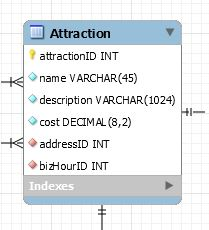 Attraction
attractionID INT
name VARCHAR(45)
description VARCHAR(1024)
cost DECIMAL(8,2)
addressID INT
bizHourID INT
Indexes